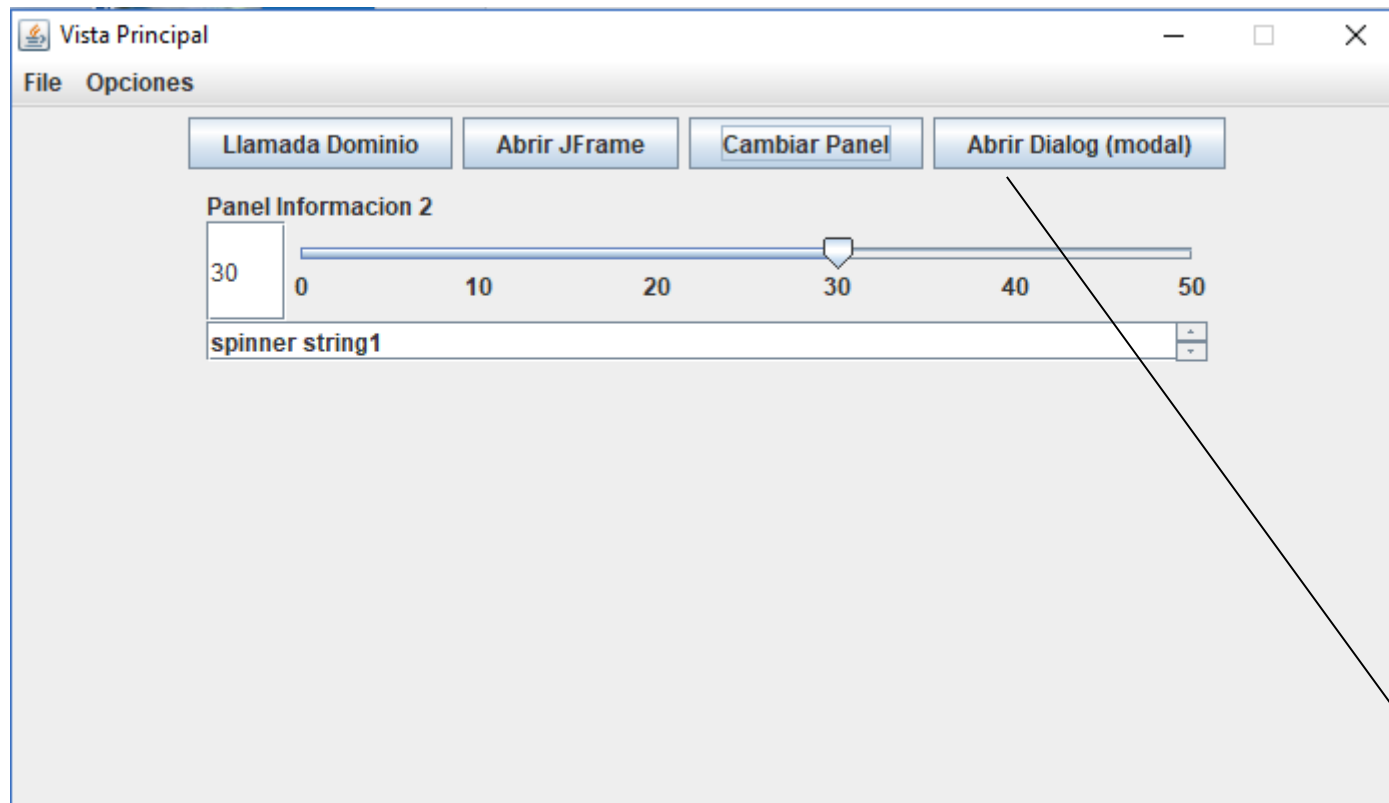 Vista Principal
File Opciones
Llamada Dominio Abrir JFrame Cambiar Panel Abrir Dialog (modal)
Panel Informacion 2
30
0 10 20 30 40 50
spinner string1